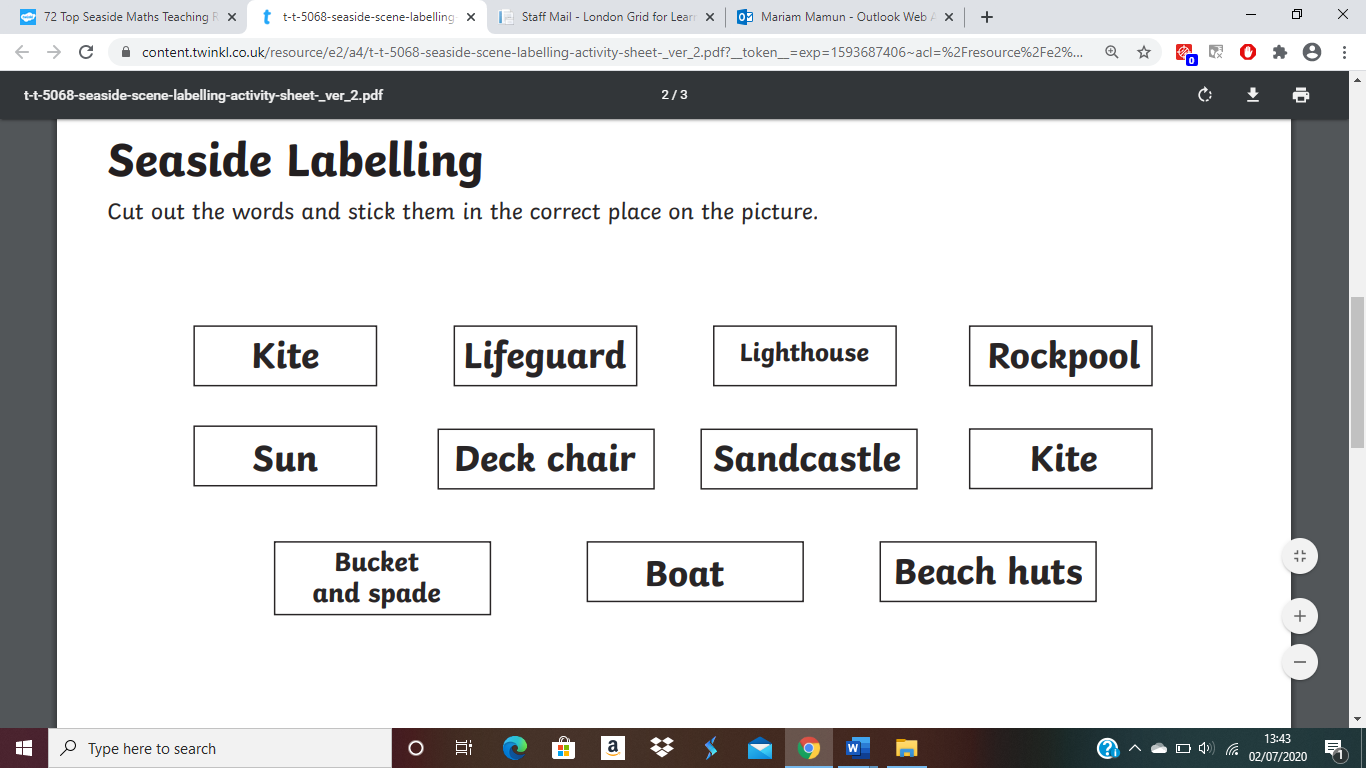 72 Top Seaside Maths Teaching R
t-t-5068-seaside-scene-labelling-
Staff Mail - London Grid for Lear
Mariam Mamun - Outlook Web A
content.twinkl.co.uk/resource/e2/a4/t-t-5068-seaside-scene-labelling-activity-sheet-_ver_2.pdf?__token__=exp=1593687406~acl=%2Fresource%2Fe2%...
0
t-t-5068-seaside-scene-labelling-activity-sheet-_ver_2.pdf
2 / 3
Seaside Labelling
Cut out the words and stick them in the correct place on the picture.
Kite Lifeguard Lighthouse Rockpool
Sun Deck chair Sandcastle Kite
Bucket
and spade
Boat
Beach huts
Type here to search
13:43
02/07/2020
1